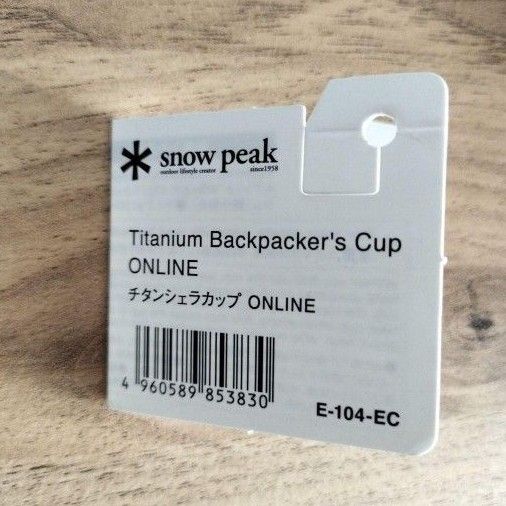 snow peak
outdoor lifestyle creator since1958
Titanium Backpacker's Cup
ONLINE
チタンシェラカップ ONLINE
4 960589 853830
E-104-EC